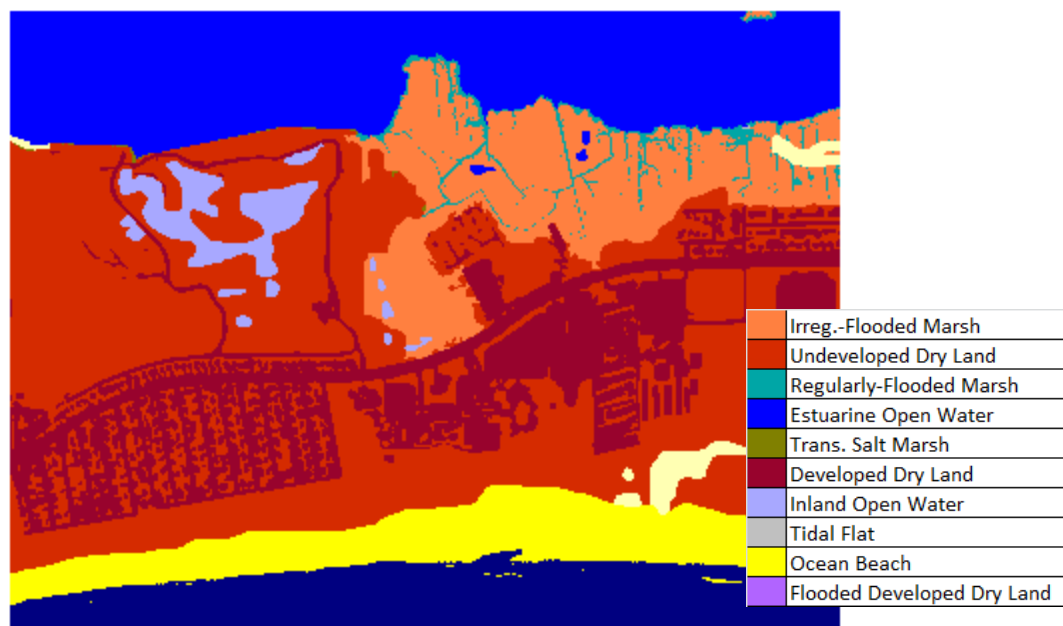 Irreg.-Flooded Marsh
Undeveloped Dry Land
Regularly-Flooded Marsh
Estuarine Open Water
Trans. Salt Marsh
Developed Dry Land
Inland Open Water
Tidal Flat
Ocean Beach
Flooded Developed Dry Land